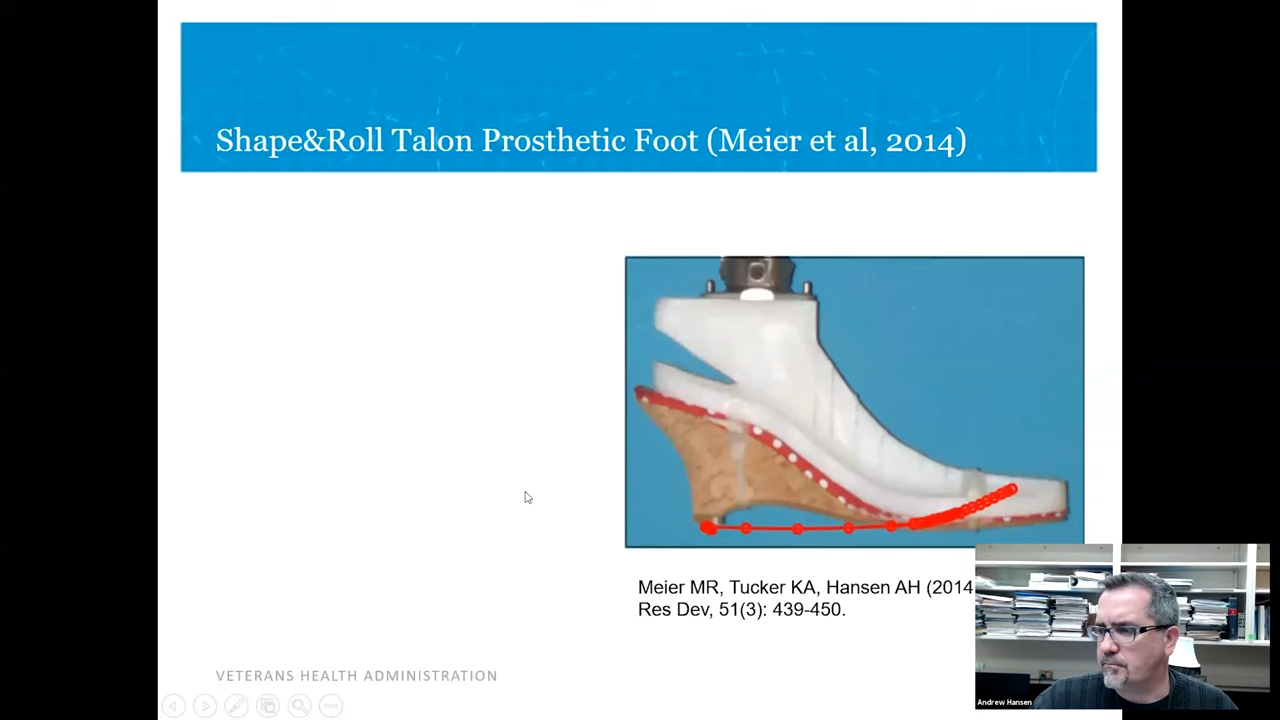 Shape&Roll Talon Prosthetic Foot (Meier et al, 2014)
Meier MR, Tucker KA, Hansen AH (2014
Res Dev, 51(3): 439-450.
VETERANS HEALTH ADMINISTRATION
Andrew Hansen